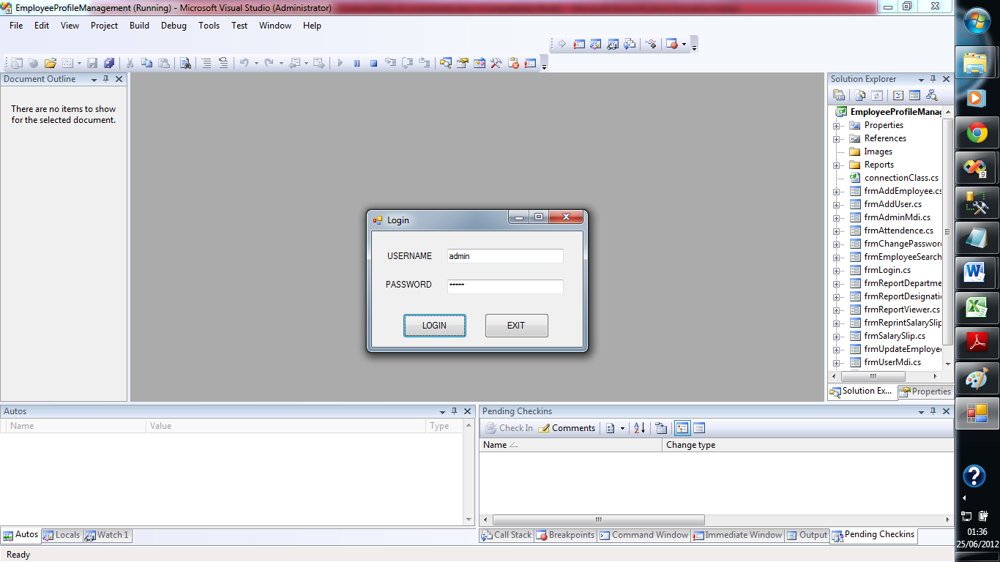 EmployeeProfileManagement (Running) - Microsoft Visual Studio (Administrator)
File Edit View Project Build Debug Tools Test Window Help
Document Outline
There are no items to show
for the selected document.
Login
USERNAME admin
PASSWORD *****
LOGIN EXIT
Solution Explorer
EmployeeProfileManag
Properties
References
Images
Reports
connectionClass.cs
frmAddEmployee.cs
frmAddUser.cs
frmAdminMdi.cs
frmAttendence.cs
frmChangePassword
frmEmployeeSearch
frmLogin.cs
frmReportDepartme
frmReportDesignatio
frmReportViewer.cs
frmReprintSalarySlip
frmSalarySlip.cs
frmUpdateEmployee
frmUserMdi.cs
Solution Ex... Properties
Autos
Name Value Type
Autos Locals Watch 1
Pending Checkins
Check In Comments
Name Change type
Call Stack Breakpoints Command Window Immediate Window Output Pending Checkins
Ready
01:36
25/06/2012